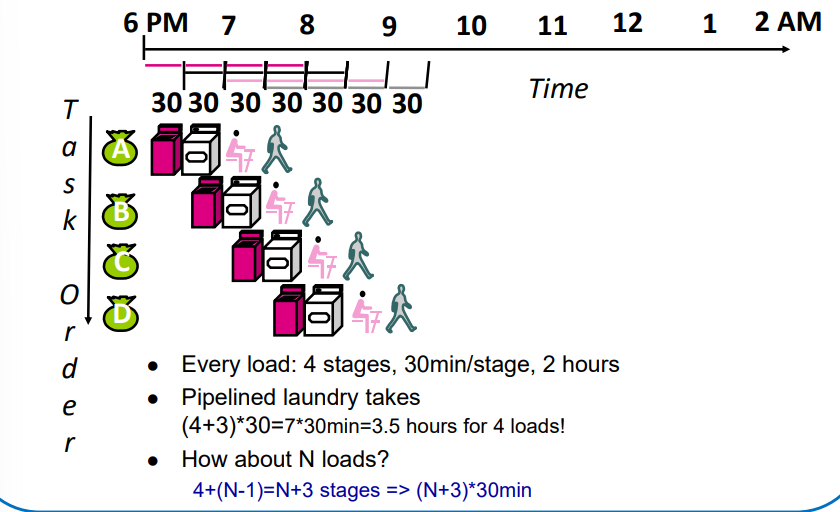 6 PM 7 8 9 10 11 12 1 2 AM
Time
30 30 30 30 30 30 30
Task Order
A
B
C
D
● Every load: 4 stages, 30min/stage, 2 hours
● Pipelined laundry takes
(4+3)*30=7*30min=3.5 hours for 4 loads!
● How about N loads?
4+(N-1)=N+3 stages => (N+3)*30min